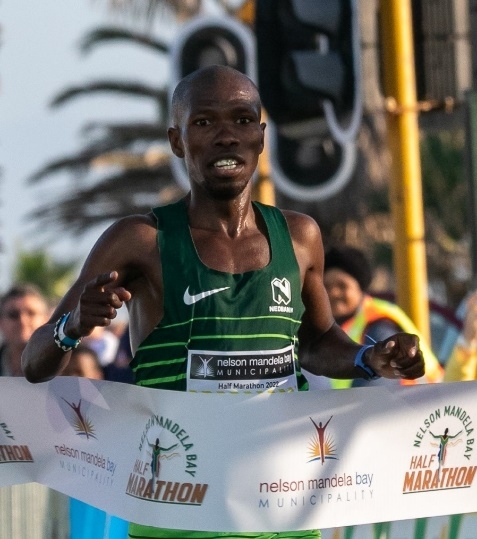 NEDBANK
nelson mandela bay
MUNICIPALITY
Half Marathon 2022
nelson mandela bay
MUNICIPALITY
NELSON MANDELA BAY
HALF
MARATHON
nelson mandela bay
MUNICIPALITY
NELSON MANDELA BAY
HALF
MARATHON